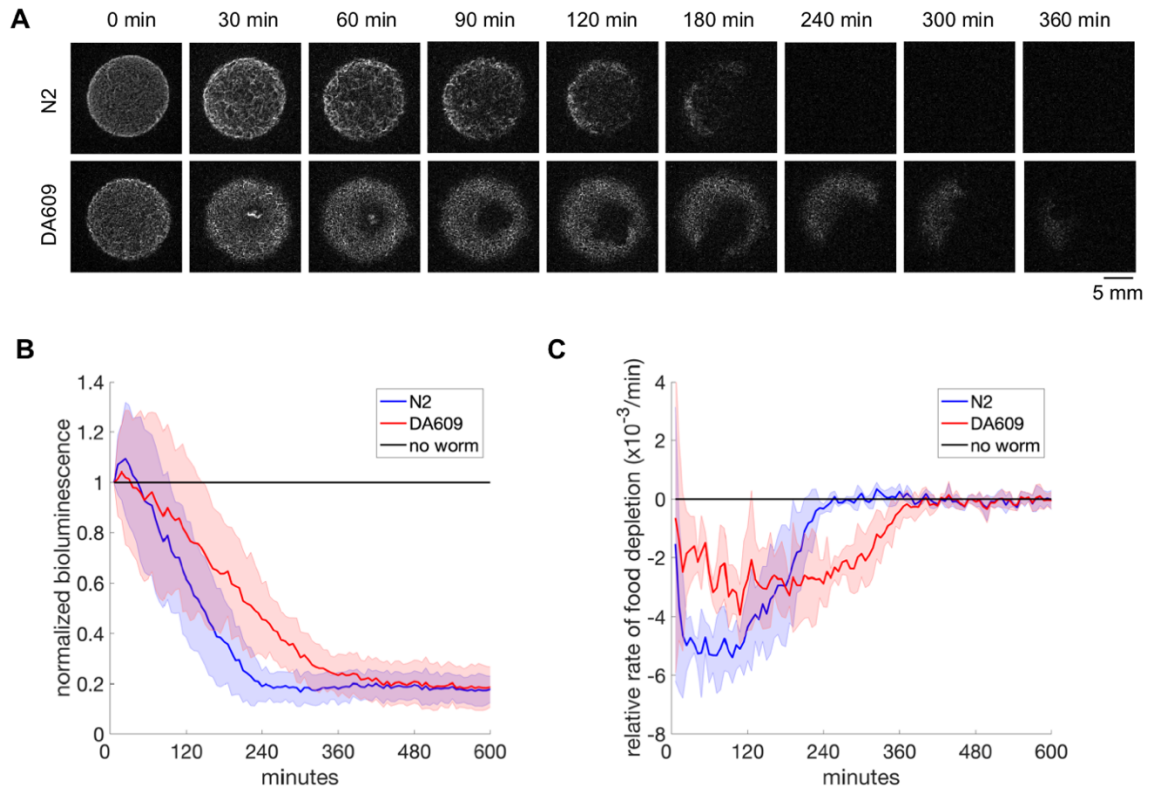 A
0 min 30 min 60 min 90 min 120 min 180 min 240 min 300 min 360 min
N2
DA609
5 mm
B
normalized bioluminescence
1.4
1.2
1
0.8
0.6
0.4
0.2
0
0 120 240 360 480 600
minutes
N2
DA609
no worm
C
relative rate of food depletion (x10⁻³/min)
4
2
0
-2
-4
-6
-8
0 120 240 360 480 600
minutes
N2
DA609
no worm